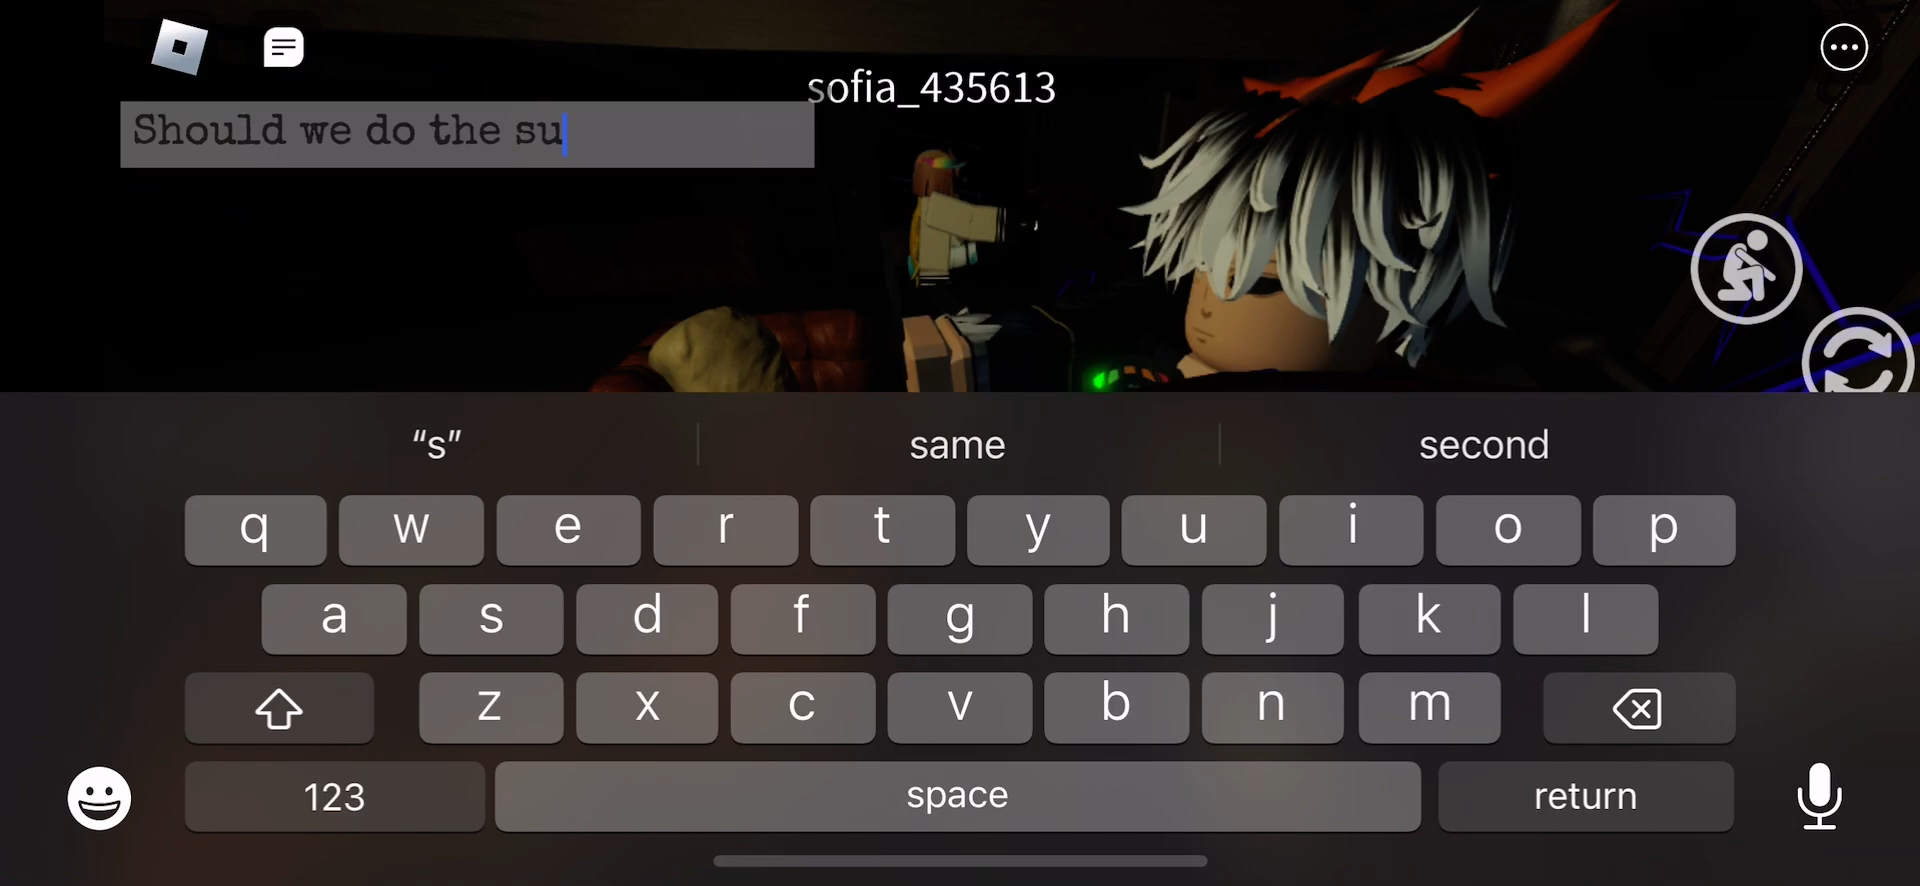 sofia_435613
Should we do the su
“s” same second
q w e r t y u i o p
a s d f g h j k l
z x c v b n m
123 space return